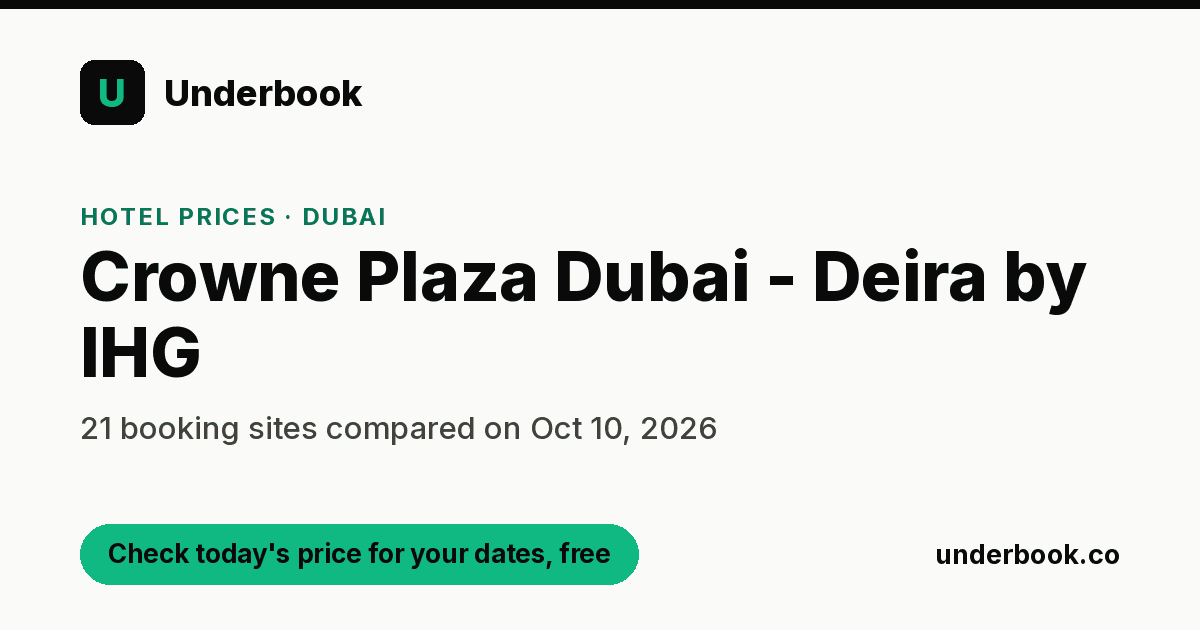 U Underbook
HOTEL PRICES · DUBAI
Crowne Plaza Dubai - Deira by
IHG
21 booking sites compared on Oct 10, 2026
Check today's price for your dates, free
underbook.co